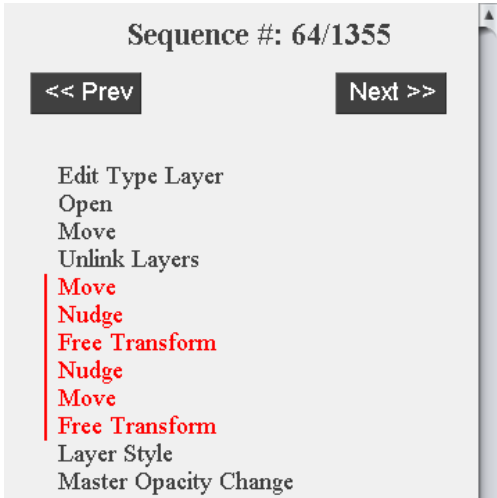 Sequence #: 64/1355
<< Prev
Next >>
Edit Type Layer
Open
Move
Unlink Layers
Move
Nudge
Free Transform
Nudge
Move
Free Transform
Layer Style
Master Opacity Change